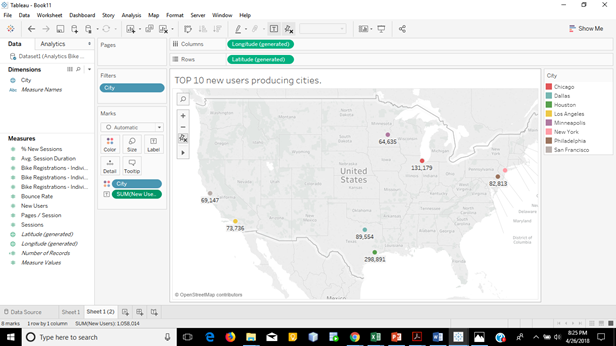 Tableau - Book11
File Data Worksheet Dashboard Story Analysis Map Format Server Window Help
Show Me
Data Analytics
Dataset1 (Analytics Bike ...
Dimensions
City
Measure Names
Measures
% New Sessions
Avg. Session Duration
Bike Registrations - Indivi...
Bike Registrations - Indivi...
Bike Registrations - Indivi...
Bounce Rate
New Users
Pages / Session
Sessions
Latitude (generated)
Longitude (generated)
Number of Records
Measure Values
Pages
Filters
City
Marks
Automatic
Color Size Label
Detail Tooltip
City
SUM(New Use..
Columns Longitude (generated)
Rows Latitude (generated)
TOP 10 new users producing cities.
64,635
131,179
United
States
82,813
69,147
73,736
89,554
298,891
District of
Columbia
Mexico
© OpenStreetMap contributors
City
Chicago
Dallas
Houston
Los Angeles
Minneapolis
New York
Philadelphia
San Francisco
Data Source Sheet 1 Sheet 1 (2)
8 marks 1 row by 1 column SUM(New Users): 1,058,014
Type here to search
8:25 PM
4/26/2018